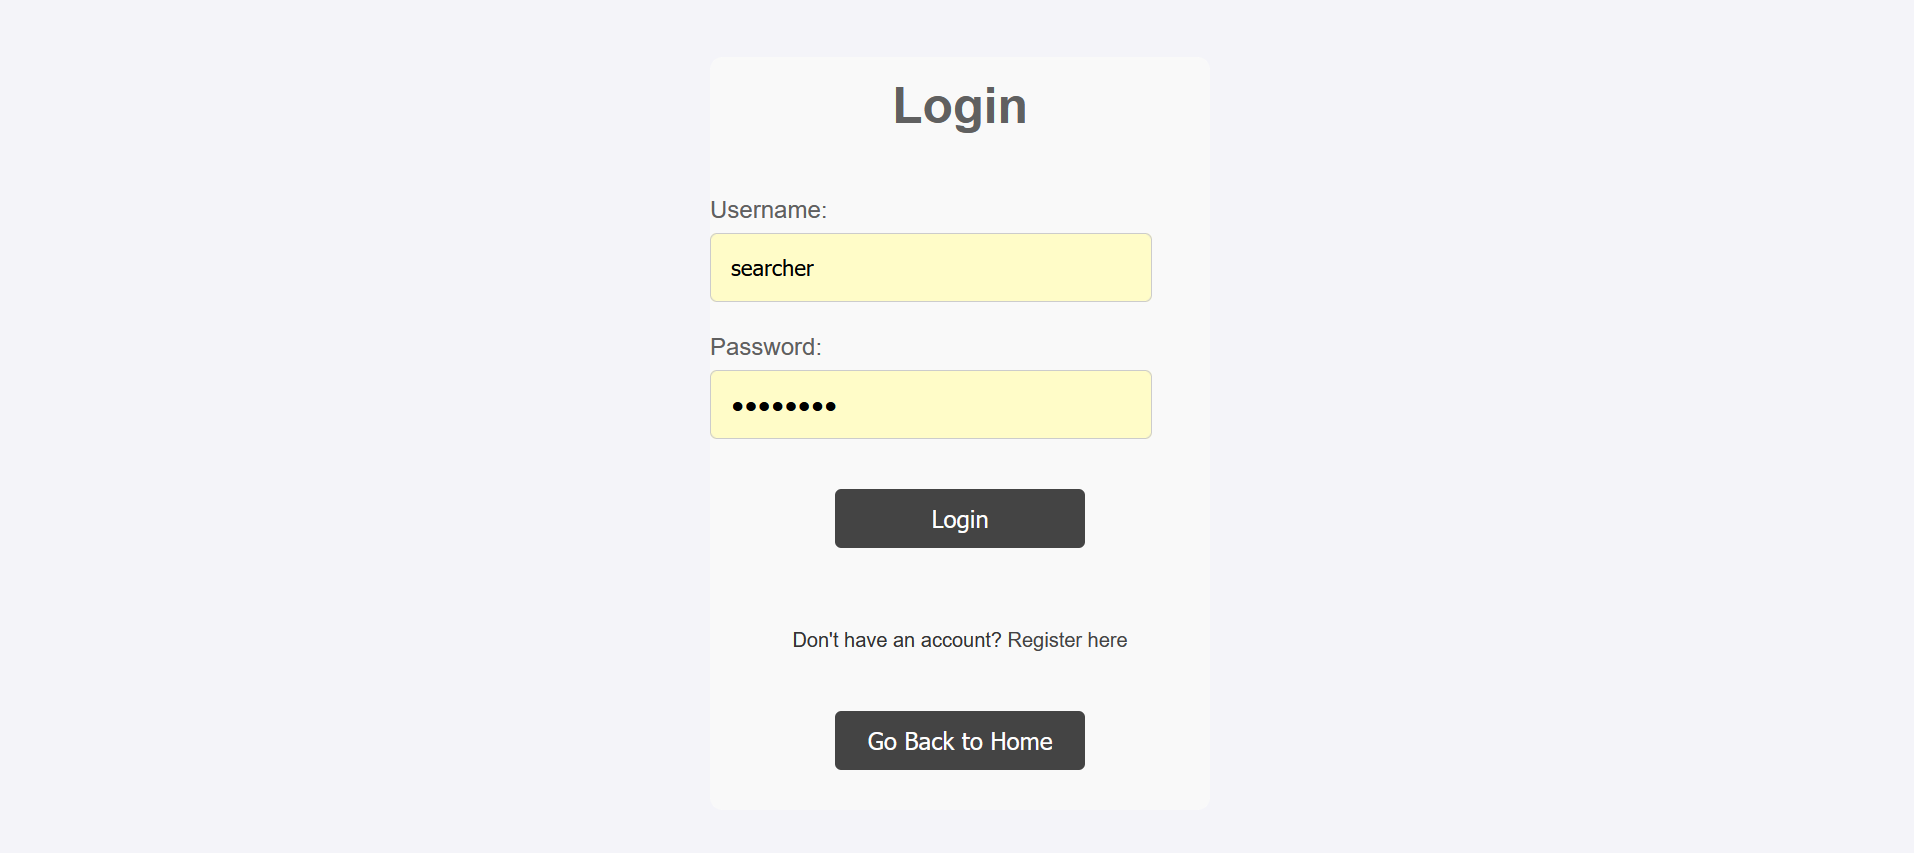 Login
Username:
searcher
Password:
••••••••
Login
Don't have an account? Register here
Go Back to Home